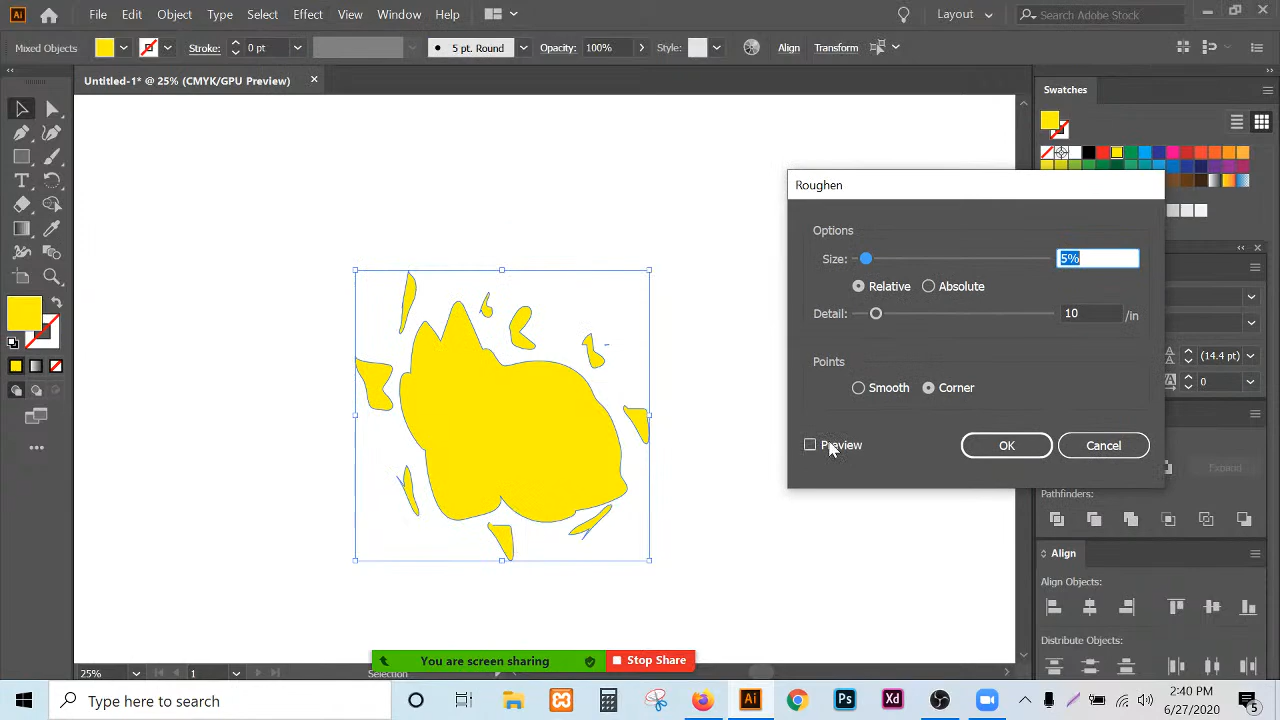 Ai File Edit Object Type Select Effect View Window Help Layout Search Adobe Stock
Mixed Objects Stroke: 0 pt 5 pt. Round Opacity: 100% Style: Align Transform
Untitled-1* @ 25% (CMYK/GPU Preview)
Swatches
Roughen
Options
Size: 5%
Relative Absolute
Detail: 10 /in
Points
Smooth Corner
Preview OK Cancel
(14.4 pt)
0
Expand
Pathfinders:
Align
Align Objects:
Distribute Objects:
You are screen sharing Stop Share
25% 1 Selection
Type here to search Ai Ps Xd
2:40 PM
6/27/2020
5